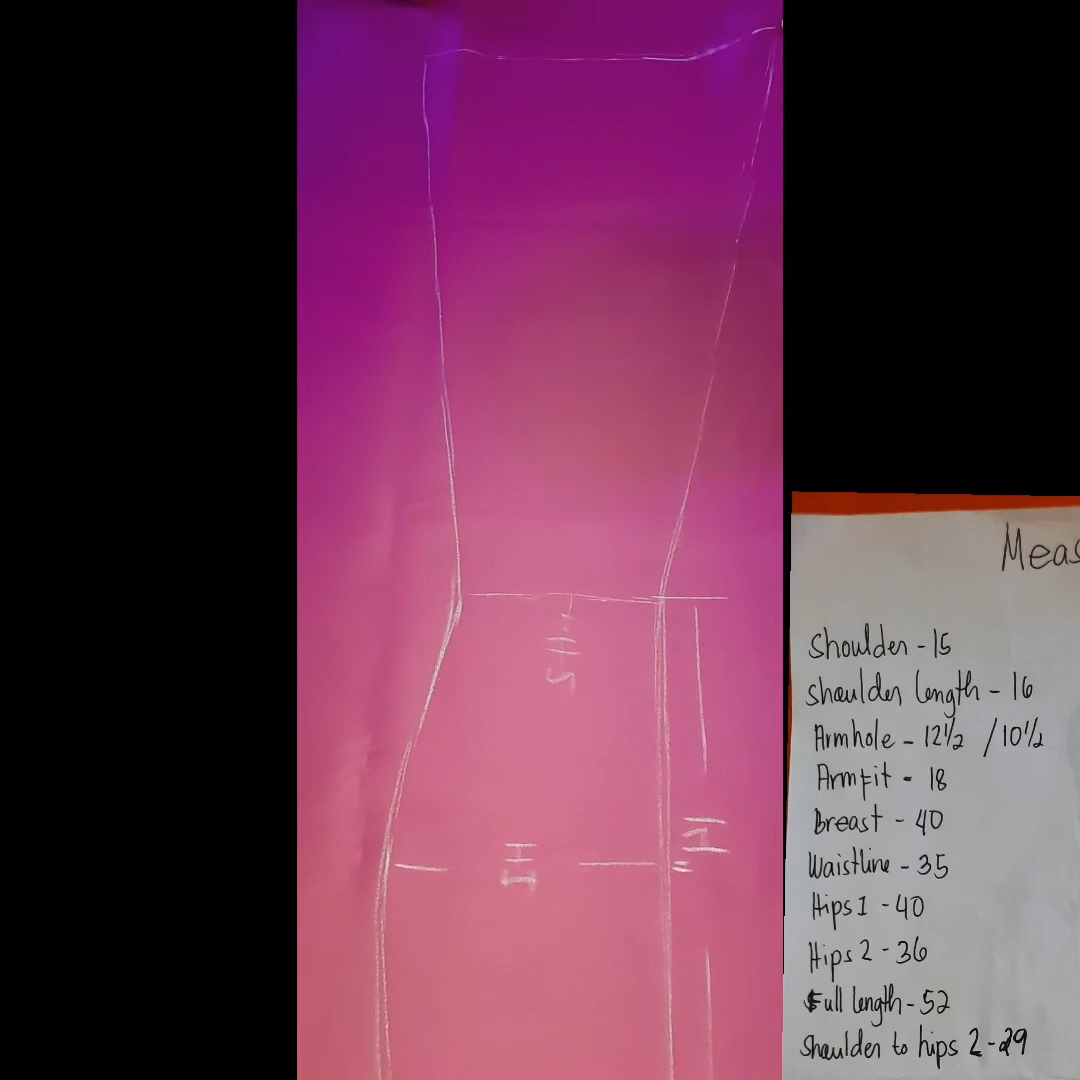 Meas
Shoulder - 15
Shoulder length - 16
Armhole - 12½ / 10½
Armpit - 18
Breast - 40
Waistline - 35
Hips 1 - 40
Hips 2 - 36
Full length - 52
Shoulder to hips 2 - 29